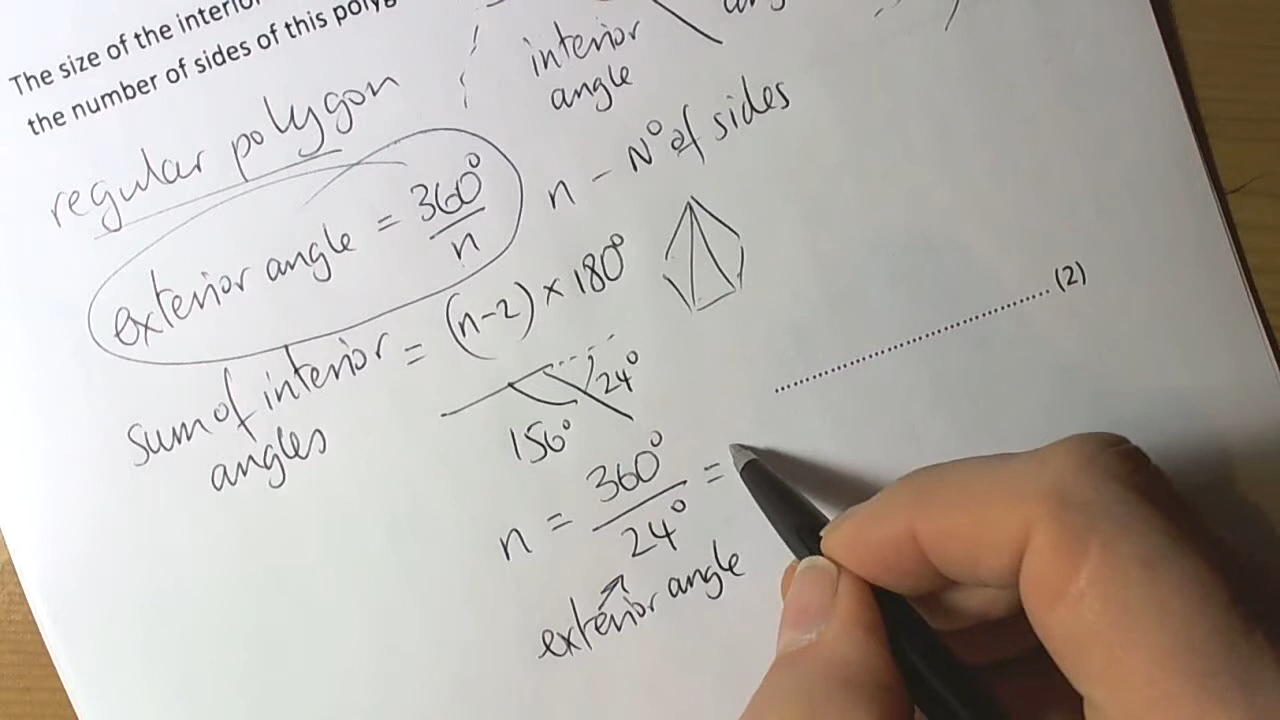 The size of the interior
the number of sides of this polyg
interior
angle
regular polygon
n - Nº of sides
exterior angle = 360°/n
sum of interior angles = (n-2) × 180°
24°
156°
n = 360°/24° =
exterior angle
(2)